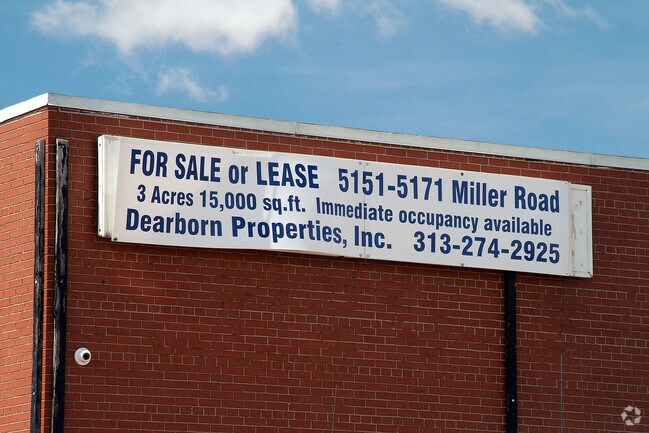 FOR SALE or LEASE 5151-5171 Miller Road
3 Acres 15,000 sq.ft. Immediate occupancy available
Dearborn Properties, Inc. 313-274-2925